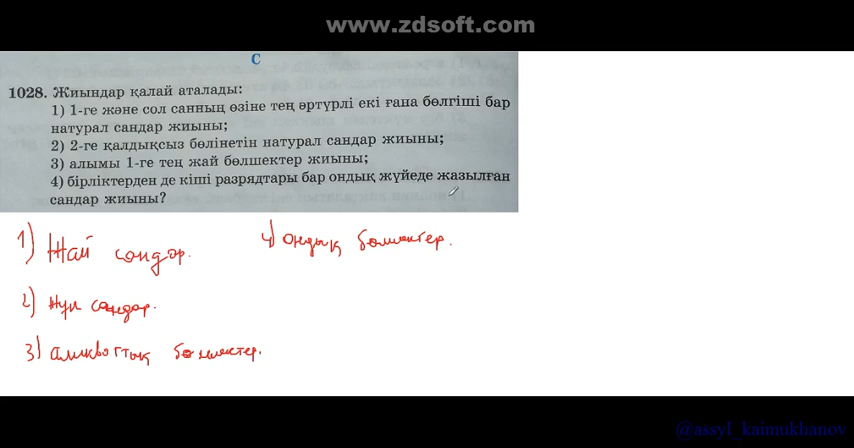 www.zdsoft.com
С
1028. Жиындар қалай аталады:
1) 1-ге және сол санның өзіне тең әртүрлі екі ғана бөлгіші бар
натурал сандар жиыны;
2) 2-ге қалдықсыз бөлінетін натурал сандар жиыны;
3) алымы 1-ге тең жай бөлшектер жиыны;
4) бірліктерден де кіші разрядтары бар ондық жүйеде жазылған
сандар жиыны?
1) Жай сандар.
4) ондық бөлшектер.
2) жұп сандар.
3) аликвоттық бөлшектер.
@assyl_kaimukhanov